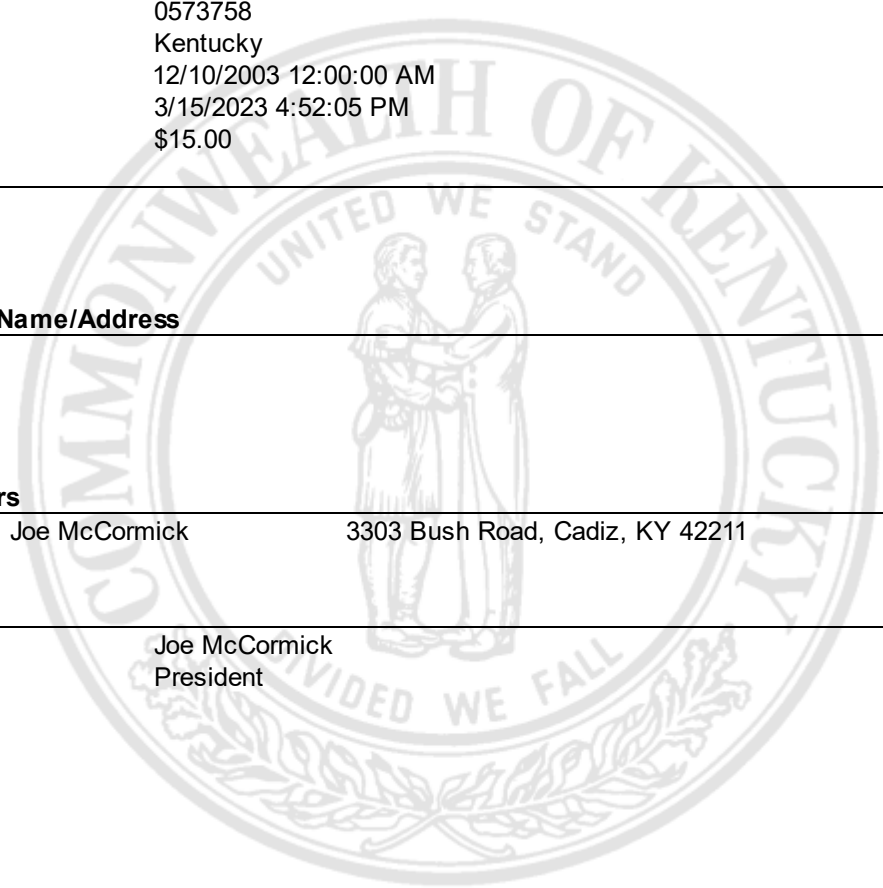 0573758
Kentucky
12/10/2003 12:00:00 AM
3/15/2023 4:52:05 PM
$15.00
COMMONWEALTH OF KENTUCKY
UNITED WE STAND
Name/Address
rs
Joe McCormick 3303 Bush Road, Cadiz, KY 42211
Joe McCormick
President
DIVIDED WE FALL